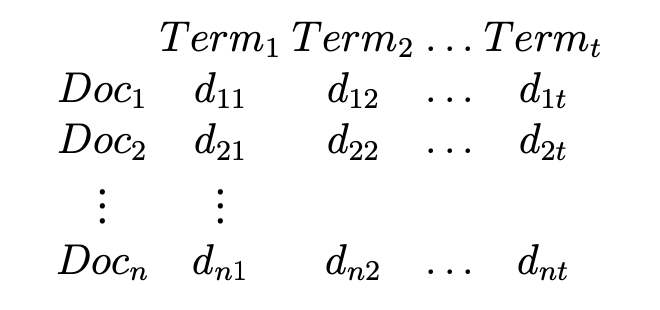 Term₁ Term₂ … Termₜ
Doc₁ d₁₁ d₁₂ … d₁ₜ
Doc₂ d₂₁ d₂₂ … d₂ₜ
⋮ ⋮
Docₙ dₙ₁ dₙ₂ … dₙₜ